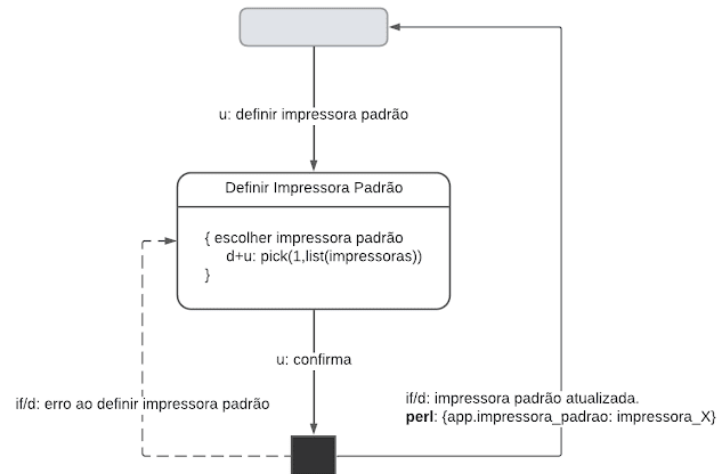 u: definir impressora padrão
Definir Impressora Padrão
{ escolher impressora padrão
d+u: pick(1,list(impressoras))
}
u: confirma
if/d: erro ao definir impressora padrão
if/d: impressora padrão atualizada.
perl: {app.impressora_padrao: impressora_X}